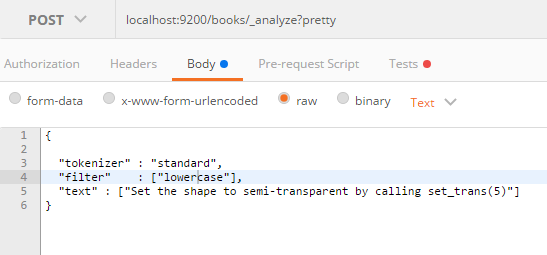 POST localhost:9200/books/_analyze?pretty
Authorization Headers Body Pre-request Script Tests
form-data x-www-form-urlencoded raw binary Text
1 {
2
3 "tokenizer" : "standard",
4 "filter" : ["lowercase"],
5 "text" : ["Set the shape to semi-transparent by calling set_trans(5)"]
6 }